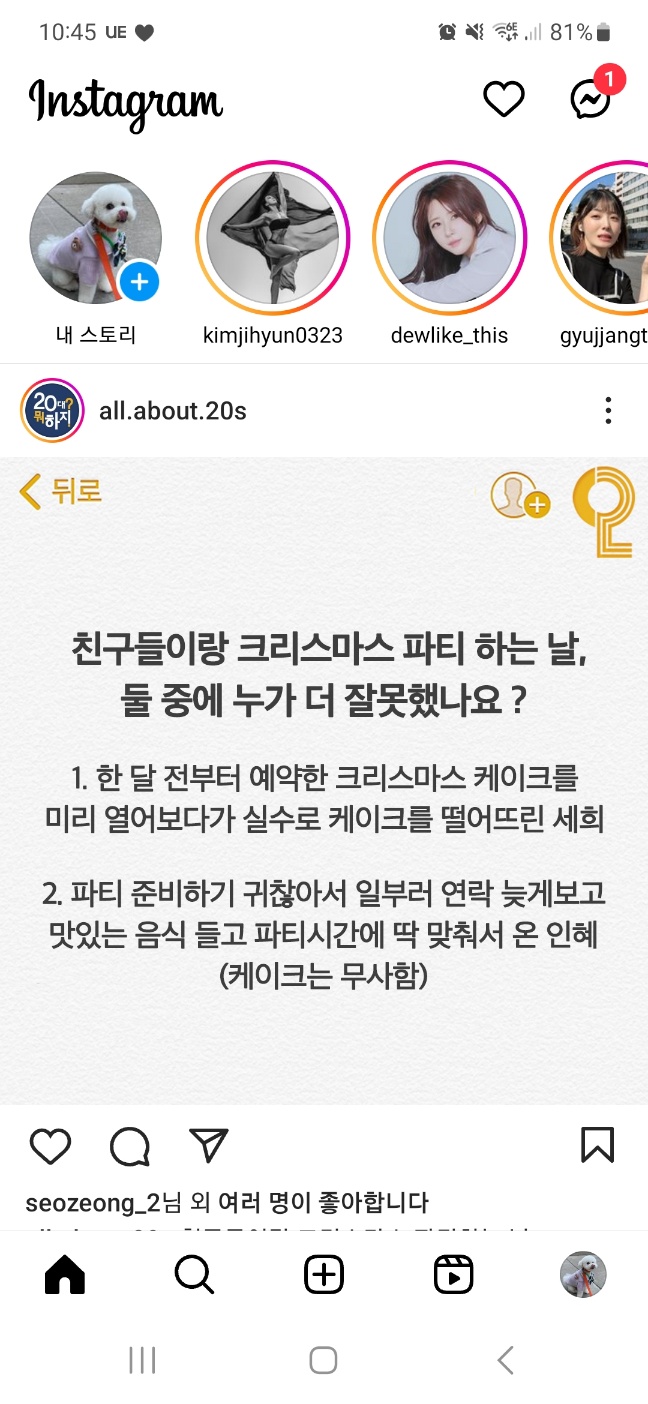 10:45 UE 81%
Instagram
1
내 스토리 kimjihyun0323 dewlike_this gyujjangt
20대?
뭐하지
all.about.20s
뒤로
친구들이랑 크리스마스 파티 하는 날,
둘 중에 누가 더 잘못했나요 ?
1. 한 달 전부터 예약한 크리스마스 케이크를
미리 열어보다가 실수로 케이크를 떨어뜨린 세희
2. 파티 준비하기 귀찮아서 일부러 연락 늦게보고
맛있는 음식 들고 파티시간에 딱 맞춰서 온 인혜
(케이크는 무사함)
seozeong_2님 외 여러 명이 좋아합니다